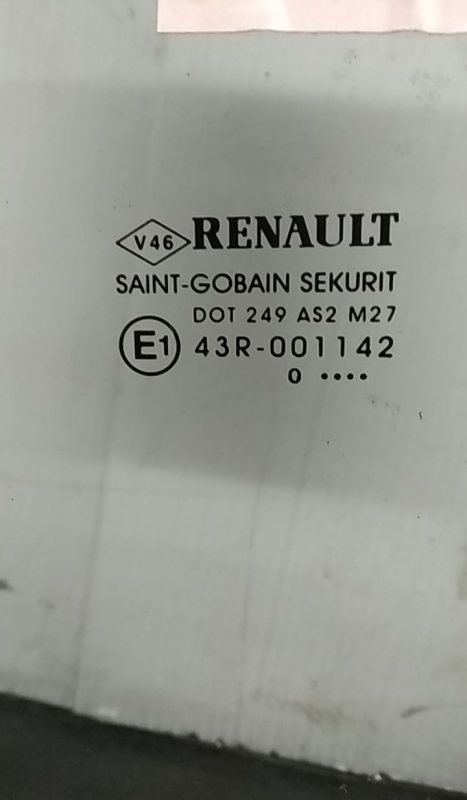 V46 RENAULT
SAINT-GOBAIN SEKURIT
DOT 249 AS2 M27
E1 43R-001142
0 ....